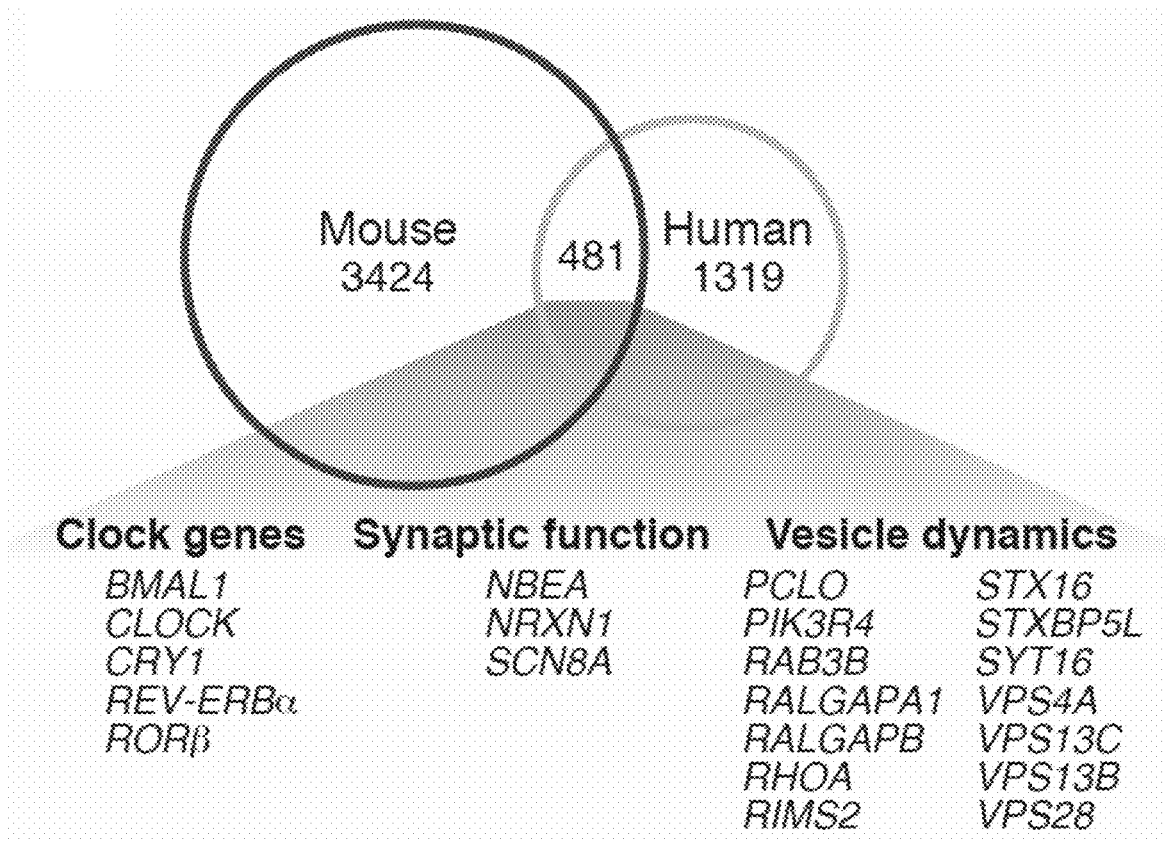 Mouse
3424
481
Human
1319
Clock genes
BMAL1
CLOCK
CRY1
REV-ERBα
RORβ
Synaptic function
NBEA
NRXN1
SCN8A
Vesicle dynamics
PCLO
PIK3R4
RAB3B
RALGAPA1
RALGAPB
RHOA
RIMS2
STX16
STXBP5L
SYT16
VPS4A
VPS13C
VPS13B
VPS28